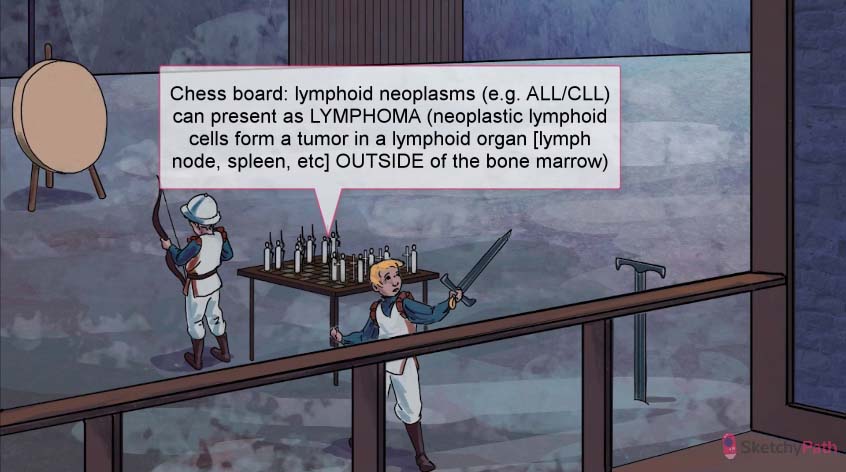 Chess board: lymphoid neoplasms (e.g. ALL/CLL)
can present as LYMPHOMA (neoplastic lymphoid
cells form a tumor in a lymphoid organ [lymph
node, spleen, etc] OUTSIDE of the bone marrow)
SketchyPath